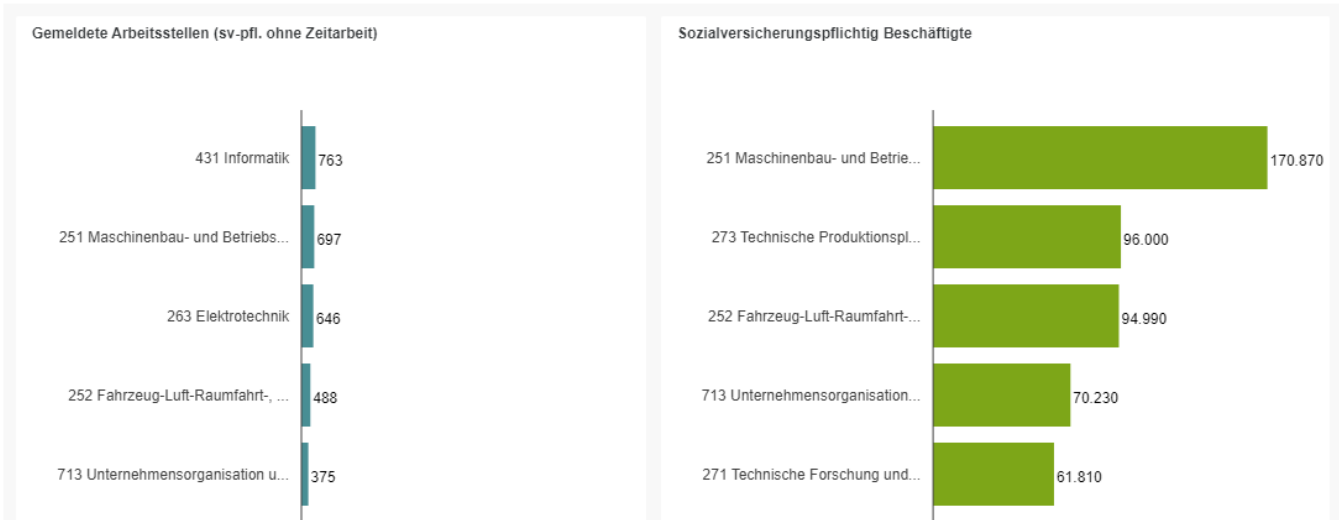 Gemeldete Arbeitsstellen (sv-pfl. ohne Zeitarbeit)
431 Informatik 763
251 Maschinenbau- und Betriebs... 697
263 Elektrotechnik 646
252 Fahrzeug-Luft-Raumfahrt-, ... 488
713 Unternehmensorganisation u... 375
Sozialversicherungspflichtig Beschäftigte
251 Maschinenbau- und Betrie... 170.870
273 Technische Produktionspl... 96.000
252 Fahrzeug-Luft-Raumfahrt-... 94.990
713 Unternehmensorganisation... 70.230
271 Technische Forschung und... 61.810